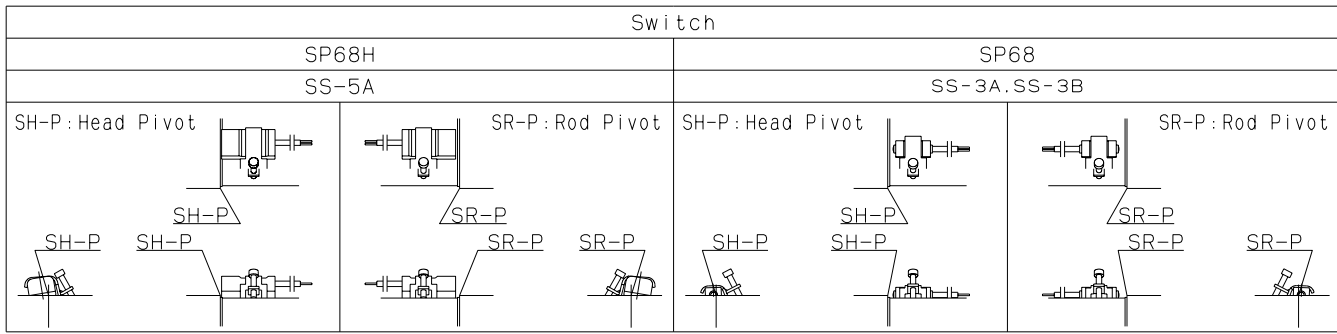 Switch
SP68H SP68
SS-5A SS-3A.SS-3B
SH-P:Head Pivot SR-P:Rod Pivot SH-P:Head Pivot SR-P:Rod Pivot
SH-P SR-P SH-P SR-P
SH-P SH-P SR-P SR-P SH-P SH-P SR-P SR-P